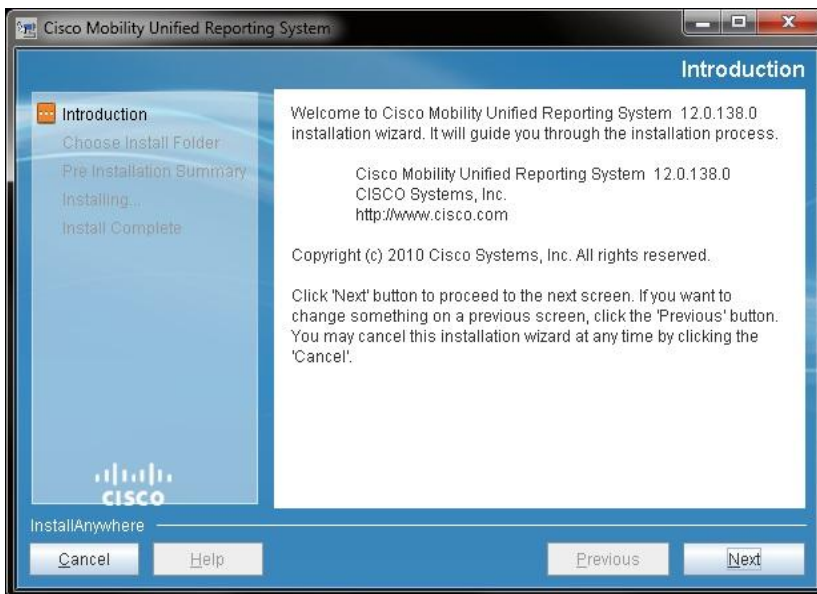 Cisco Mobility Unified Reporting System
Introduction
Introduction
Choose Install Folder
Pre Installation Summary
Installing...
Install Complete
Welcome to Cisco Mobility Unified Reporting System 12.0.138.0
installation wizard. It will guide you through the installation process.
Cisco Mobility Unified Reporting System 12.0.138.0
CISCO Systems, Inc.
http://www.cisco.com
Copyright (c) 2010 Cisco Systems, Inc. All rights reserved.
Click 'Next' button to proceed to the next screen. If you want to
change something on a previous screen, click the 'Previous' button.
You may cancel this installation wizard at any time by clicking the
'Cancel'.
CISCO
InstallAnywhere
Cancel
Help
Previous
Next